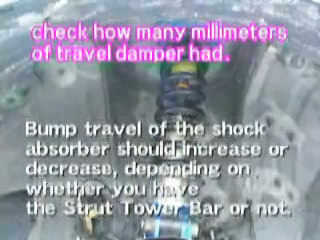 check how many millimeters
of travel damper had.
Bump travel of the shock
absorber should increase or
decrease, depending on
whether you have
the Strut Tower Bar or not.